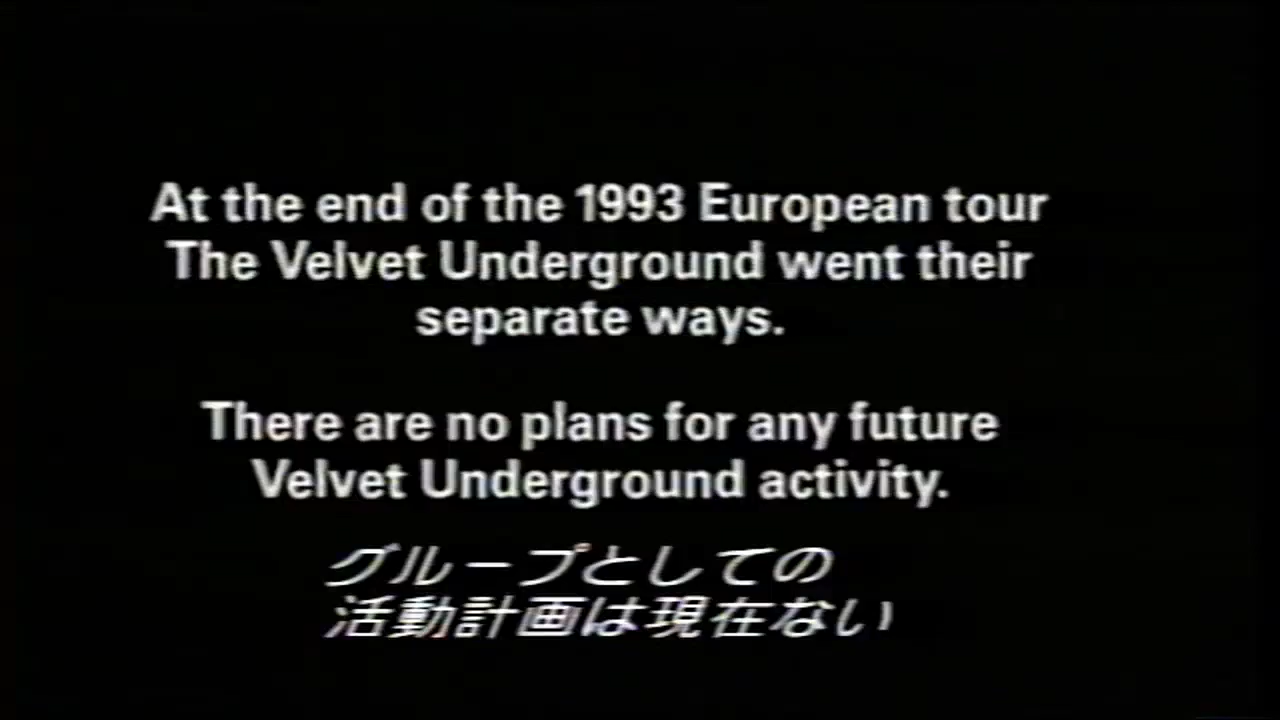 At the end of the 1993 European tour
The Velvet Underground went their
separate ways.
There are no plans for any future
Velvet Underground activity.
グループとしての
活動計画は現在ない